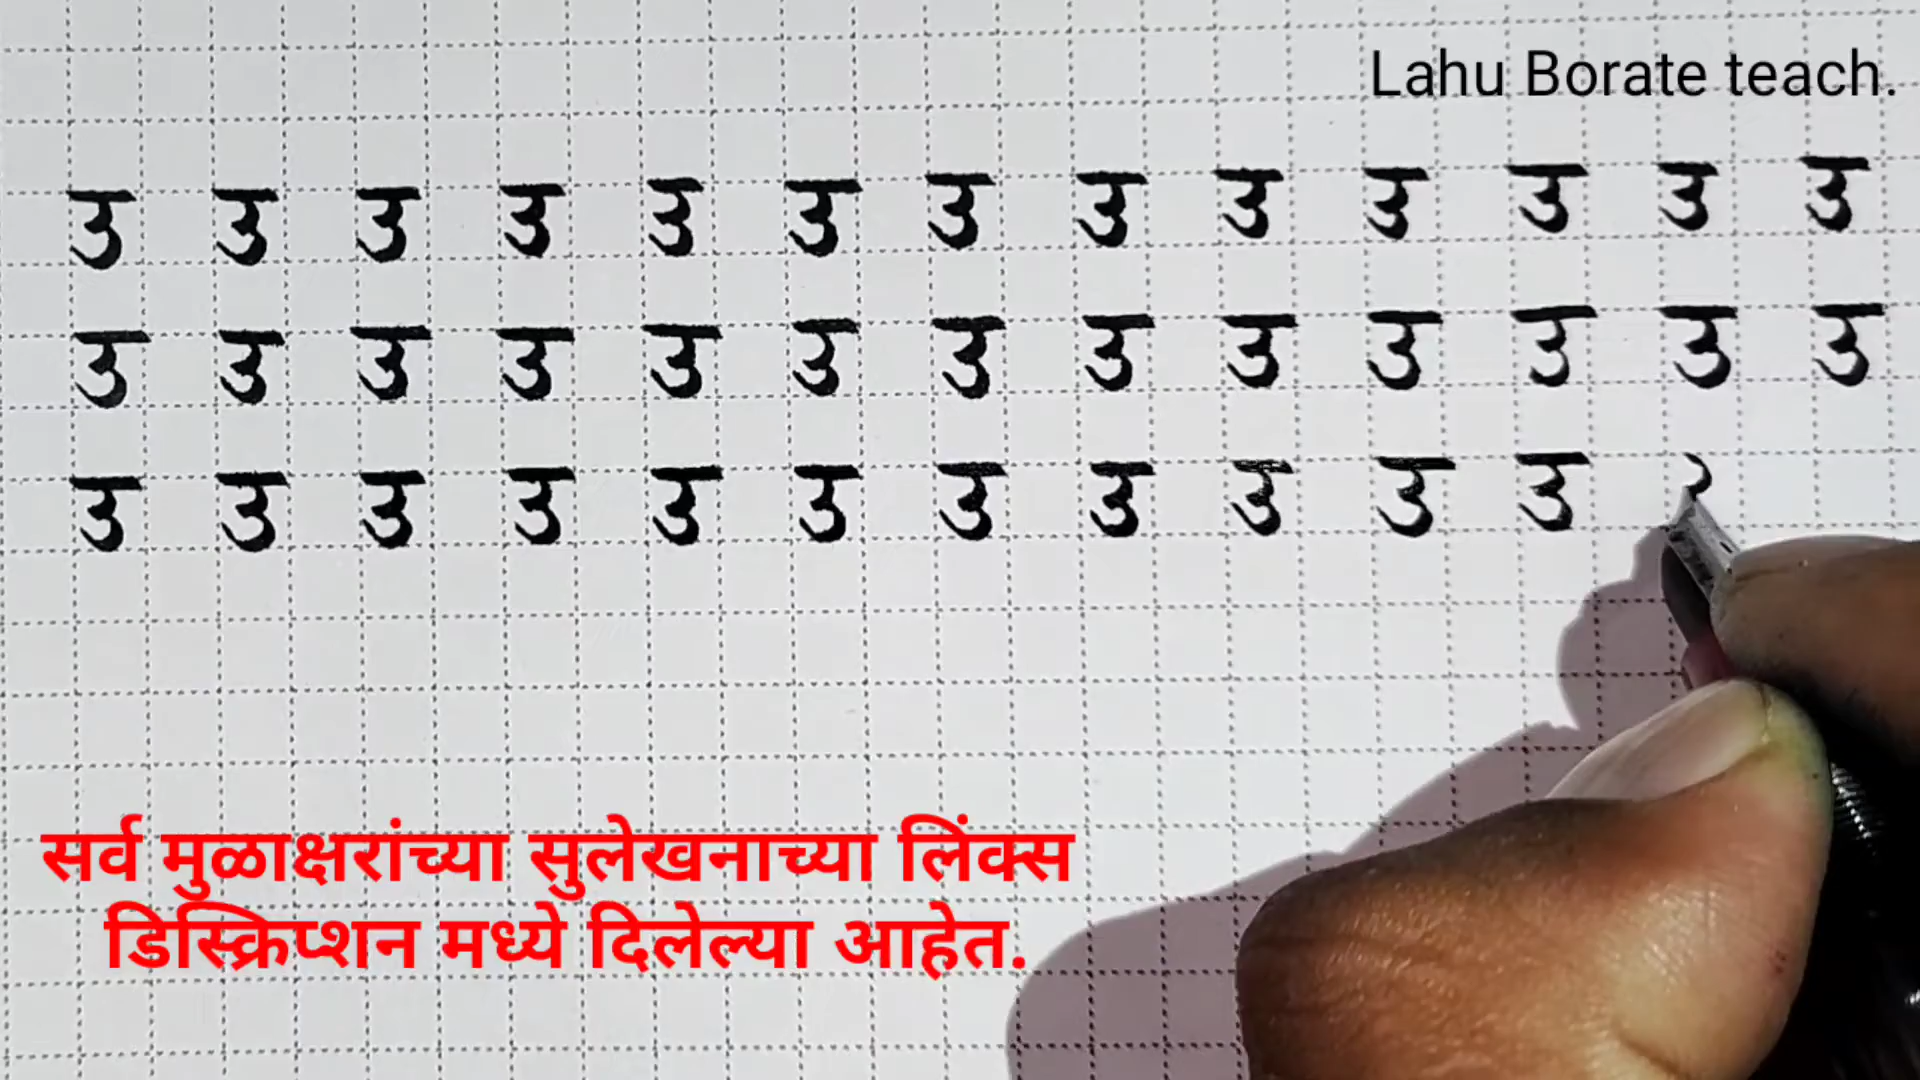 Lahu Borate teach.
उ उ उ उ उ उ उ उ उ उ उ उ उ
उ उ उ उ उ उ उ उ उ उ उ उ उ
उ उ उ उ उ उ उ उ उ उ उ
सर्व मुळाक्षरांच्या सुलेखनाच्या लिंक्स
डिस्क्रिप्शन मध्ये दिलेल्या आहेत.